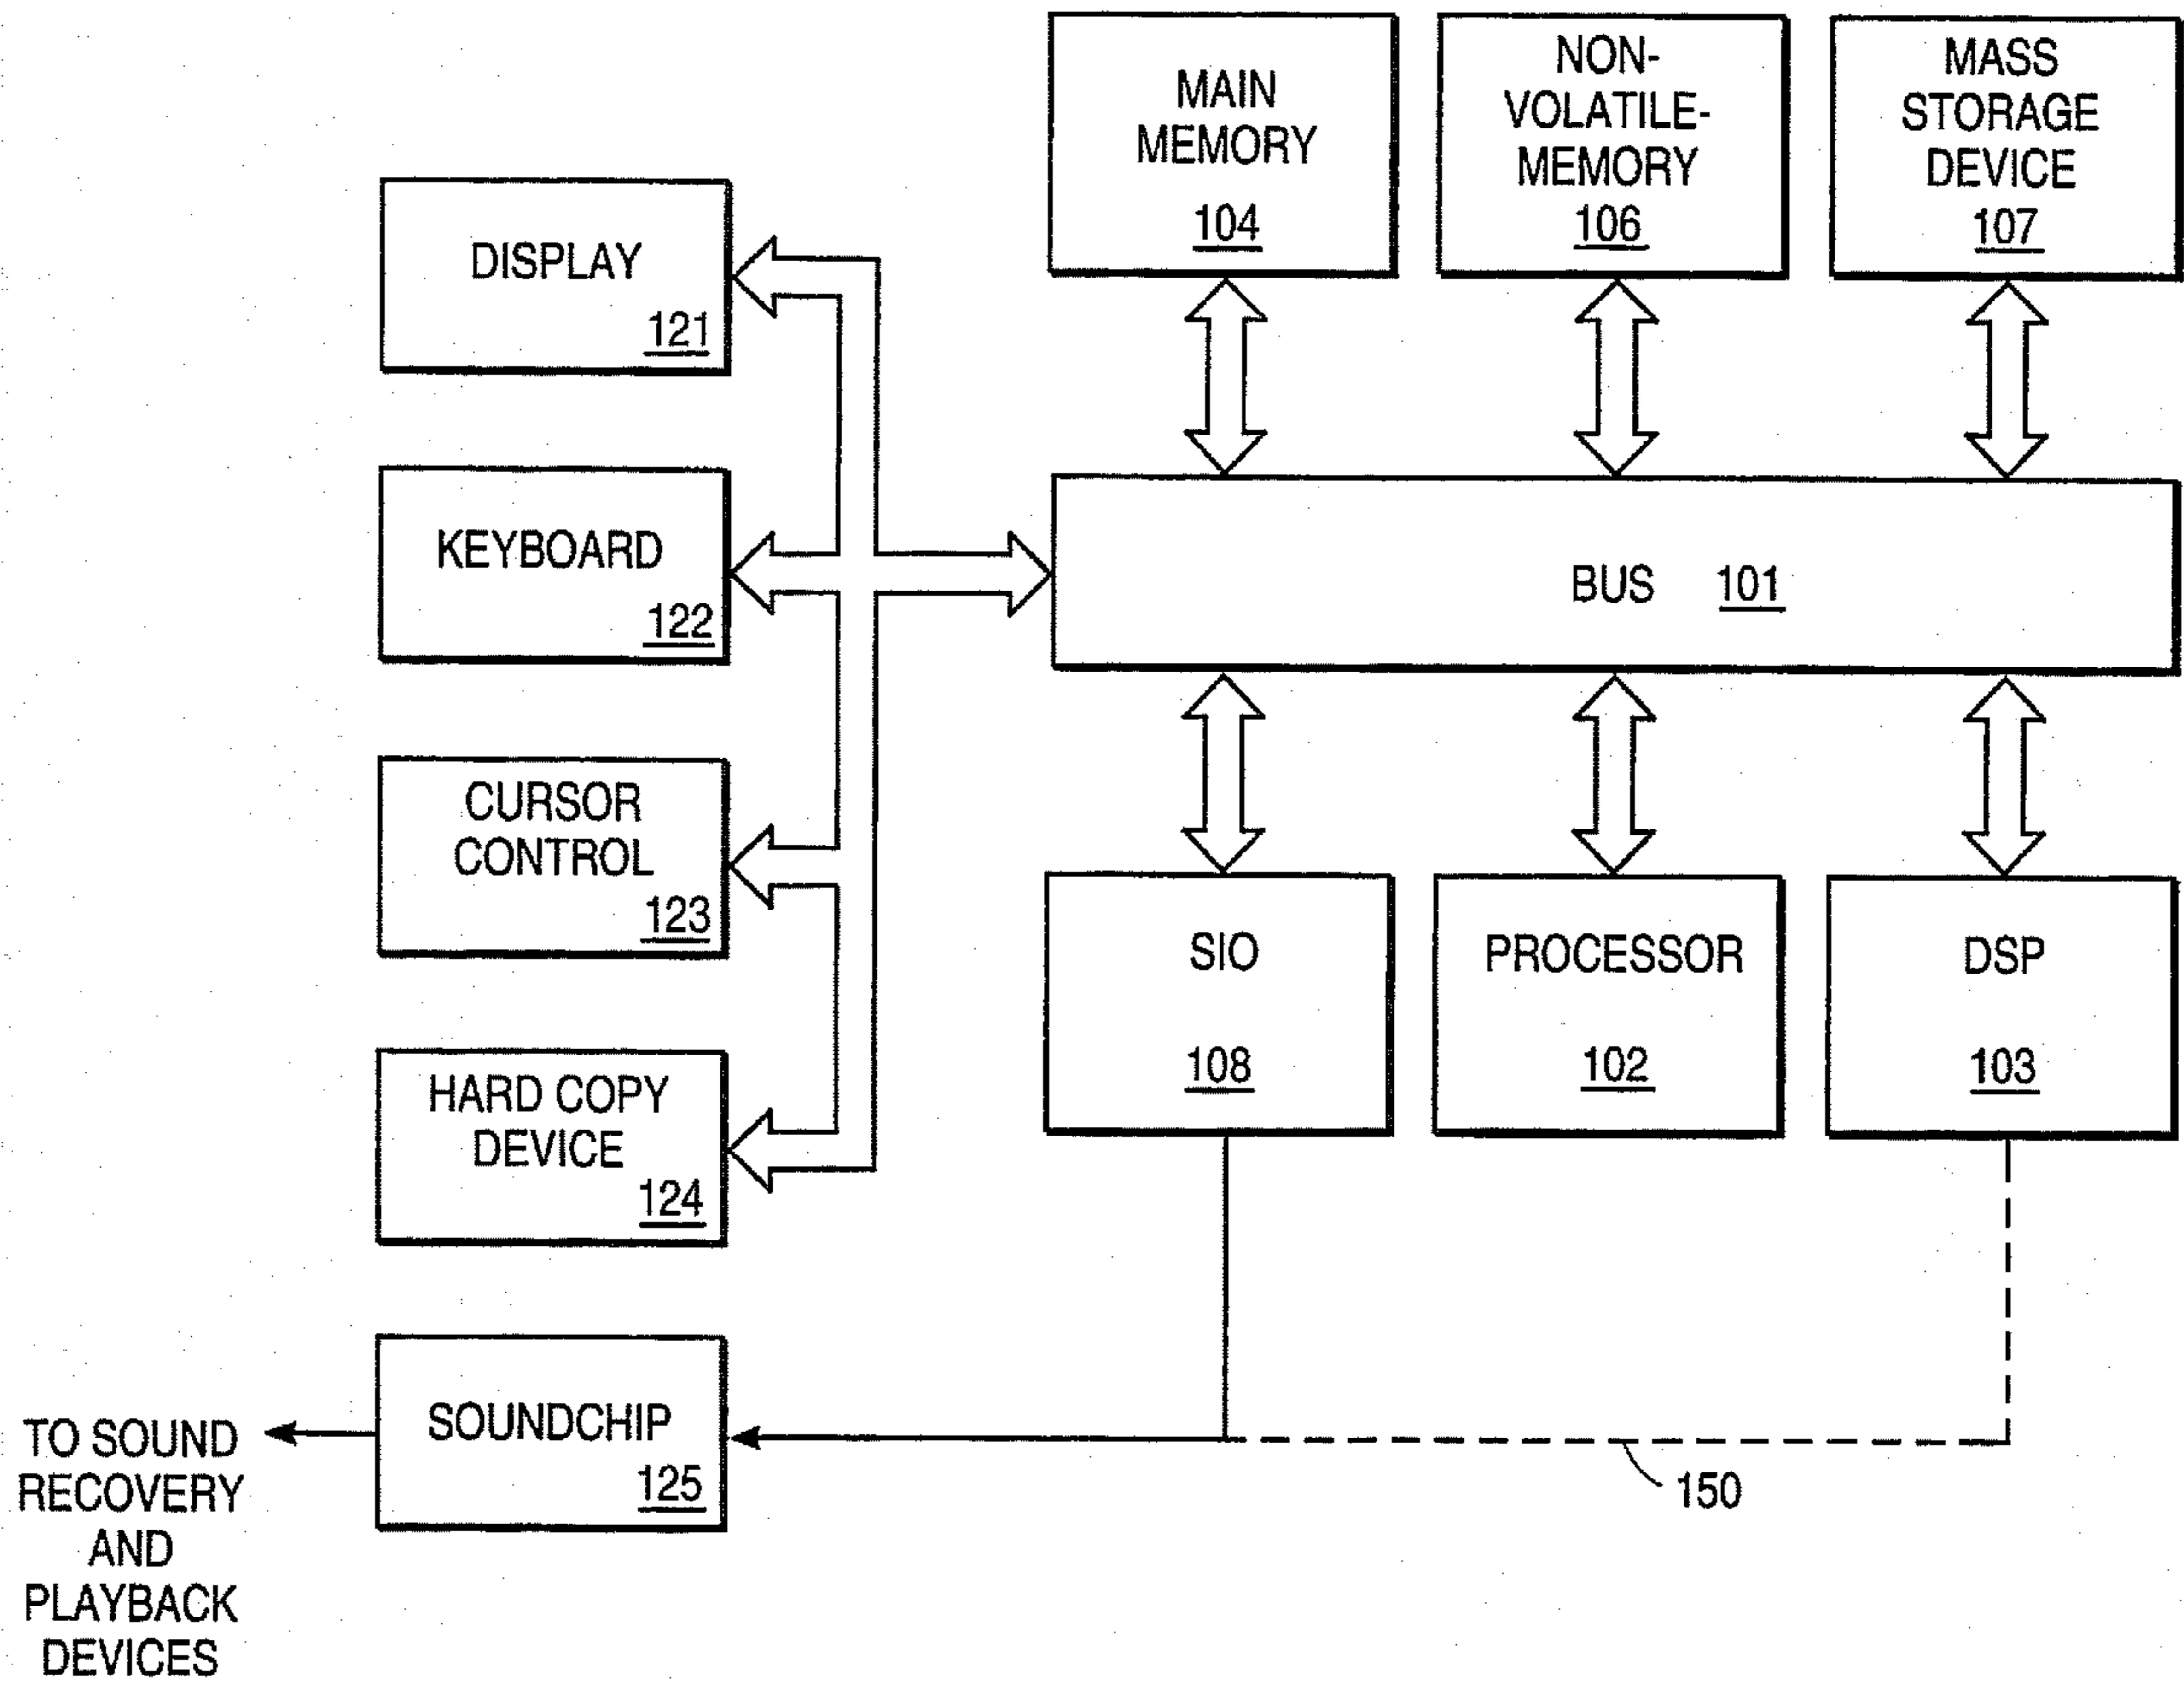 MAIN
MEMORY
104
NON-
VOLATILE-
MEMORY
106
MASS
STORAGE
DEVICE
107
DISPLAY
121
KEYBOARD
122
BUS 101
CURSOR
CONTROL
123
SIO
108
PROCESSOR
102
DSP
103
HARD COPY
DEVICE
124
SOUNDCHIP
125
150
TO SOUND
RECOVERY
AND
PLAYBACK
DEVICES